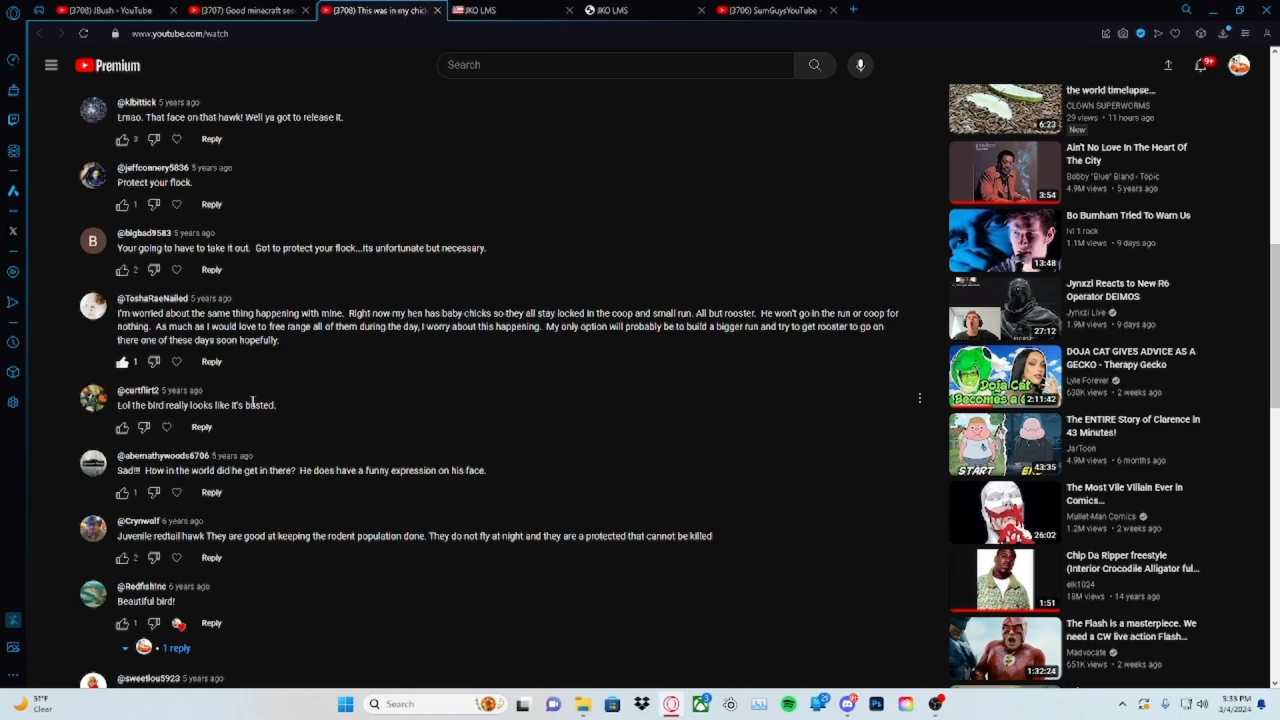 (3708) JBush - YouTube
(3707) Good minecraft see
(3708) This was in my chic
JKO LMS
JKO LMS
(3706) SamGuysYouTube -
www.youtube.com/watch
Premium
Search
9+
@klbittick 5 years ago
Lmao. That face on that hawk! Well ya got to release it.
3 Reply
@jeffconnery5836 5 years ago
Protect your flock.
1 Reply
B
@bigbad9583 5 years ago
Your going to have to take it out. Got to protect your flock...its unfortunate but necessary.
2 Reply
@ToshaRaeNailed 5 years ago
I'm worried about the same thing happening with mine. Right now my hen has baby chicks so they all stay in the coop and small run. All but rooster. He won't go in the run or coop for
nothing. As much as I would love to free range all of them during the day, I worry about this happening. My only option will probably be to build a bigger run and try to get rooster to go on
there one of these days soon hopefully.
1 Reply
@curtflirt2 5 years ago
Lol the bird really looks like it's busted.
Reply
@abernathywoods6706 5 years ago
Sad!!! How in the world did he get in there? He does have a funny expression on his face.
1 Reply
@Crynwolf 6 years ago
Juvenile redtail hawk They are good at keeping the rodent population done. They do not fly at night and they are a protected that cannot be killed
2 Reply
@Redfishinc 6 years ago
Beautiful bird!
1 Reply
1 reply
@sweetlou5923 5 years ago
6:23
the world timelapse...
CLOWN SUPERWORMS
29 views • 11 hours ago
New
3:54
Ain't No Love In The Heart Of
The City
Bobby "Blue" Bland - Topic
4.9M views • 5 years ago
13:48
Bo Burnham Tried To Warn Us
lvl 1 rock
1.1M views • 9 days ago
27:12
Jynxzi Reacts to New R6
Operator DEIMOS
Jynxzi Live
1.9M views • 9 days ago
Doja Cat
Becomes a
2:11:42
DOJA CAT GIVES ADVICE AS A
GECKO - Therapy Gecko
Lyle Forever
630K views • 2 weeks ago
START
43:35
The ENTIRE Story of Clarence in
43 Minutes!
JarToon
4.9M views • 6 months ago
26:02
The Most Vile Villain Ever in
Comics...
Mullet-Man Comics
1.2M views • 2 weeks ago
1:51
Chip Da Ripper freestyle
(Interior Crocodile Alligator ful...
elk1024
18M views • 14 years ago
1:32:24
The Flash is a masterpiece. We
need a CW live action Flash...
Madvocate
651K views • 2 weeks ago
51°F
Clear
Search
3
21
9+
5:33 PM
3/4/2024